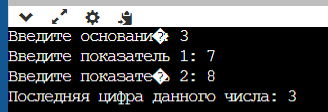 Введите основани�: 3
Введите показатель 1: 7
Введите показате�ь 2: 8
Последняя цифра данного числа: 3